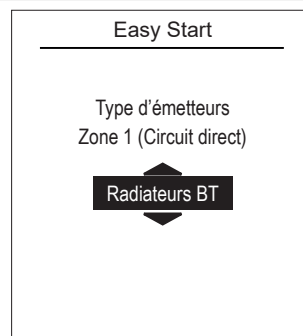 Easy Start
Type d'émetteurs
Zone 1 (Circuit direct)
Radiateurs BT